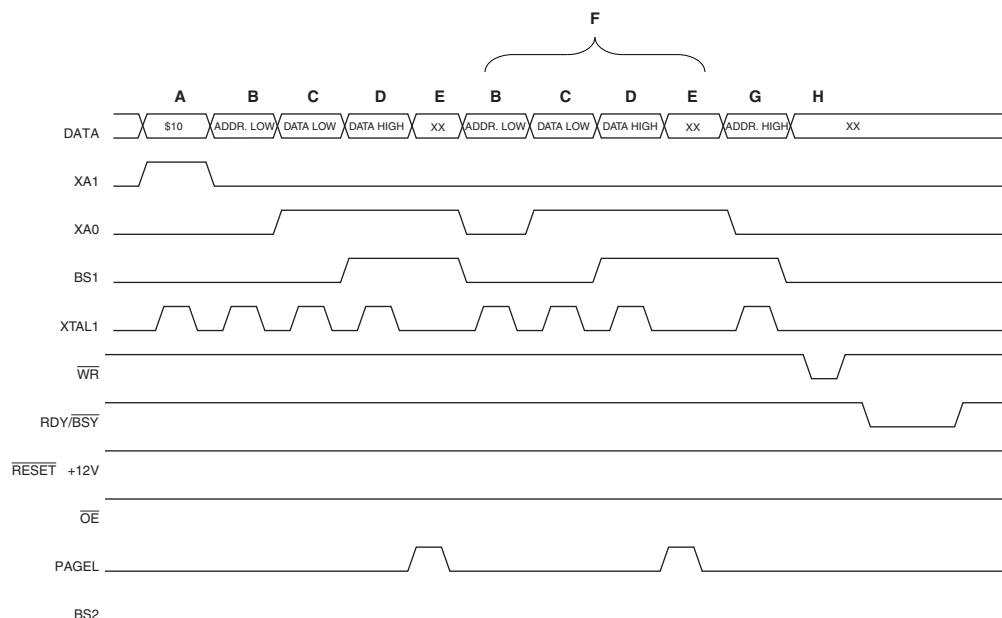 F
A B C D E B C D E G H
DATA $10 ADDR. LOW DATA LOW DATA HIGH XX ADDR. LOW DATA LOW DATA HIGH XX ADDR. HIGH XX
XA1
XA0
BS1
XTAL1
WR
RDY/BSY
RESET +12V
OE
PAGEL
BS2